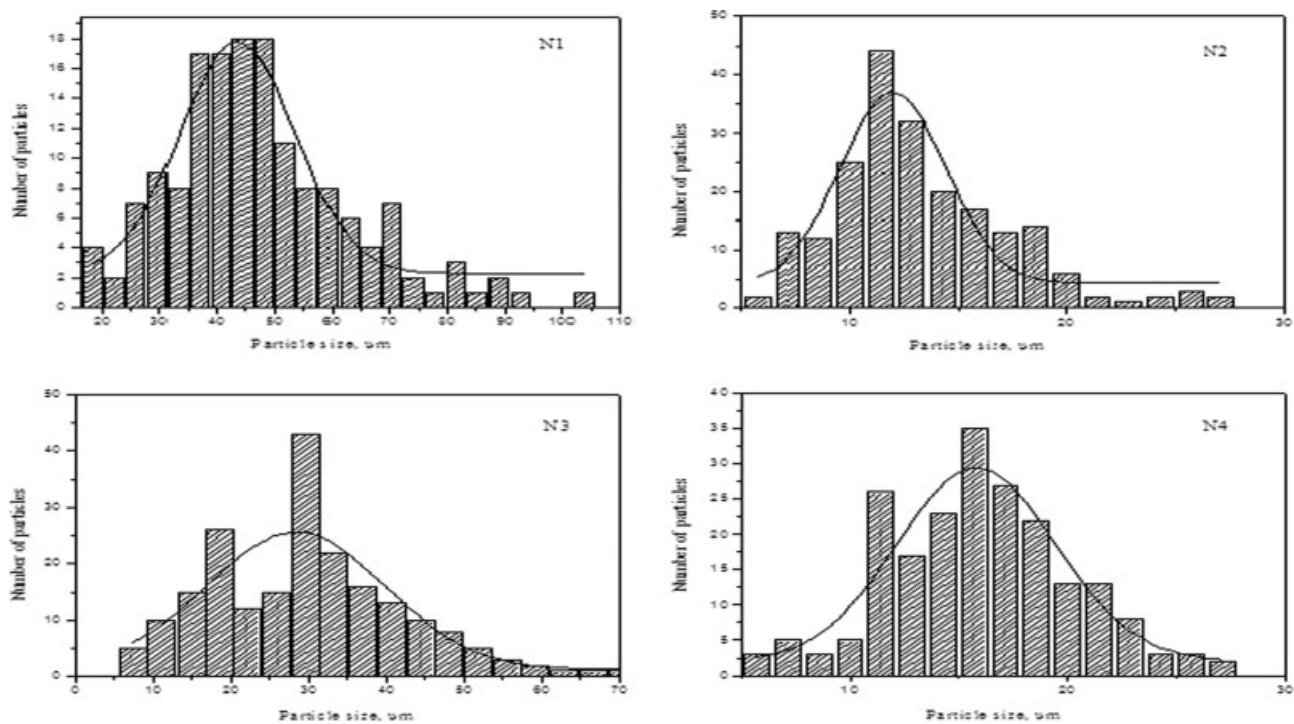 N1
Number of particles
18
16
14
12
10
8
6
4
2
0
20 30 40 50 60 70 80 90 100 110
Particle size, μm
N2
Number of particles
50
40
30
20
10
0
10 20 30
Particle size, μm
N3
Number of particles
50
40
30
20
10
0
0 10 20 30 40 50 60 70
Particle size, μm
N4
Number of particles
40
35
30
25
20
15
10
5
0
10 20 30
Particle size, μm